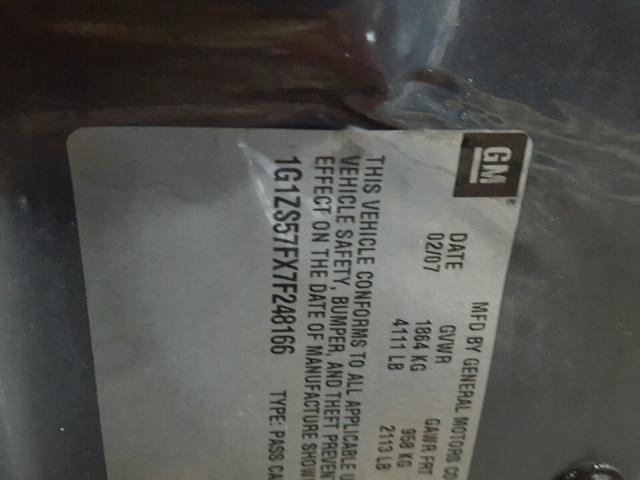 GM
MFD BY GENERAL MOTORS CO
DATE GVWR GAWR FRT
02/07 1864 KG 958 KG
4111 LB 2113 LB
THIS VEHICLE CONFORMS TO ALL APPLICABLE U
VEHICLE SAFETY, BUMPER, AND THEFT PREVEN
EFFECT ON THE DATE OF MANUFACTURE SHOW
1G1ZS57FX7F248166 TYPE: PASS CA